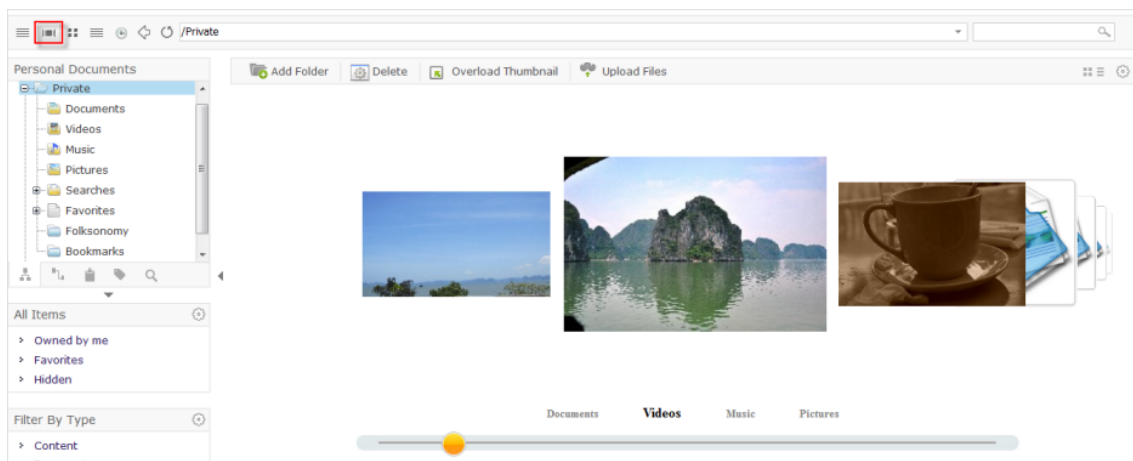 /Private
Personal Documents
Private
Documents
Videos
Music
Pictures
Searches
Favorites
Folksonomy
Bookmarks
All Items
Owned by me
Favorites
Hidden
Filter By Type
Content
Add Folder Delete Overload Thumbnail Upload Files
Documents Videos Music Pictures